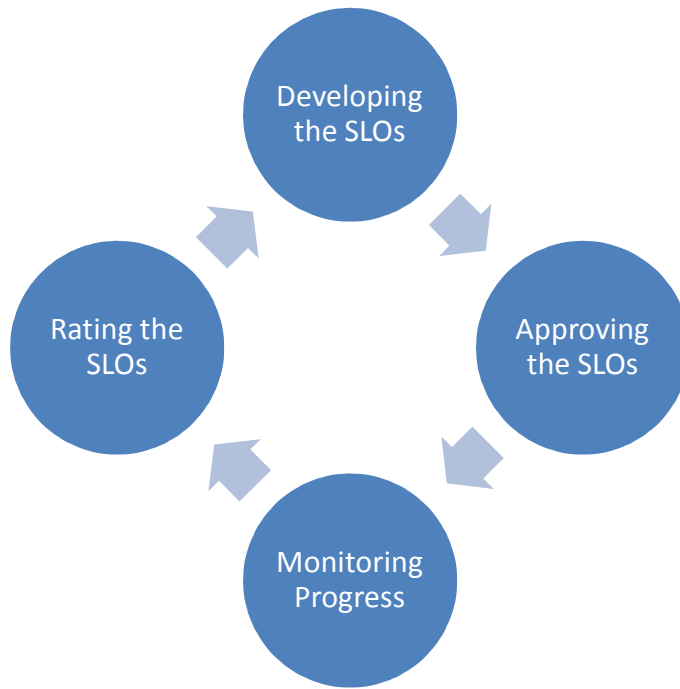 Developing
the SLOs
Approving
the SLOs
Monitoring
Progress
Rating the
SLOs